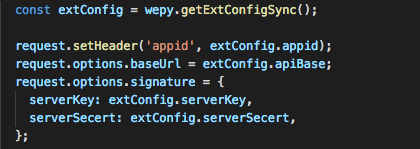 const extConfig = wepy.getExtConfigSync();
request.setHeader('appid', extConfig.appid);
request.options.baseUrl = extConfig.apiBase;
request.options.signature = {
  serverKey: extConfig.serverKey,
  serverSecert: extConfig.serverSecert,
};